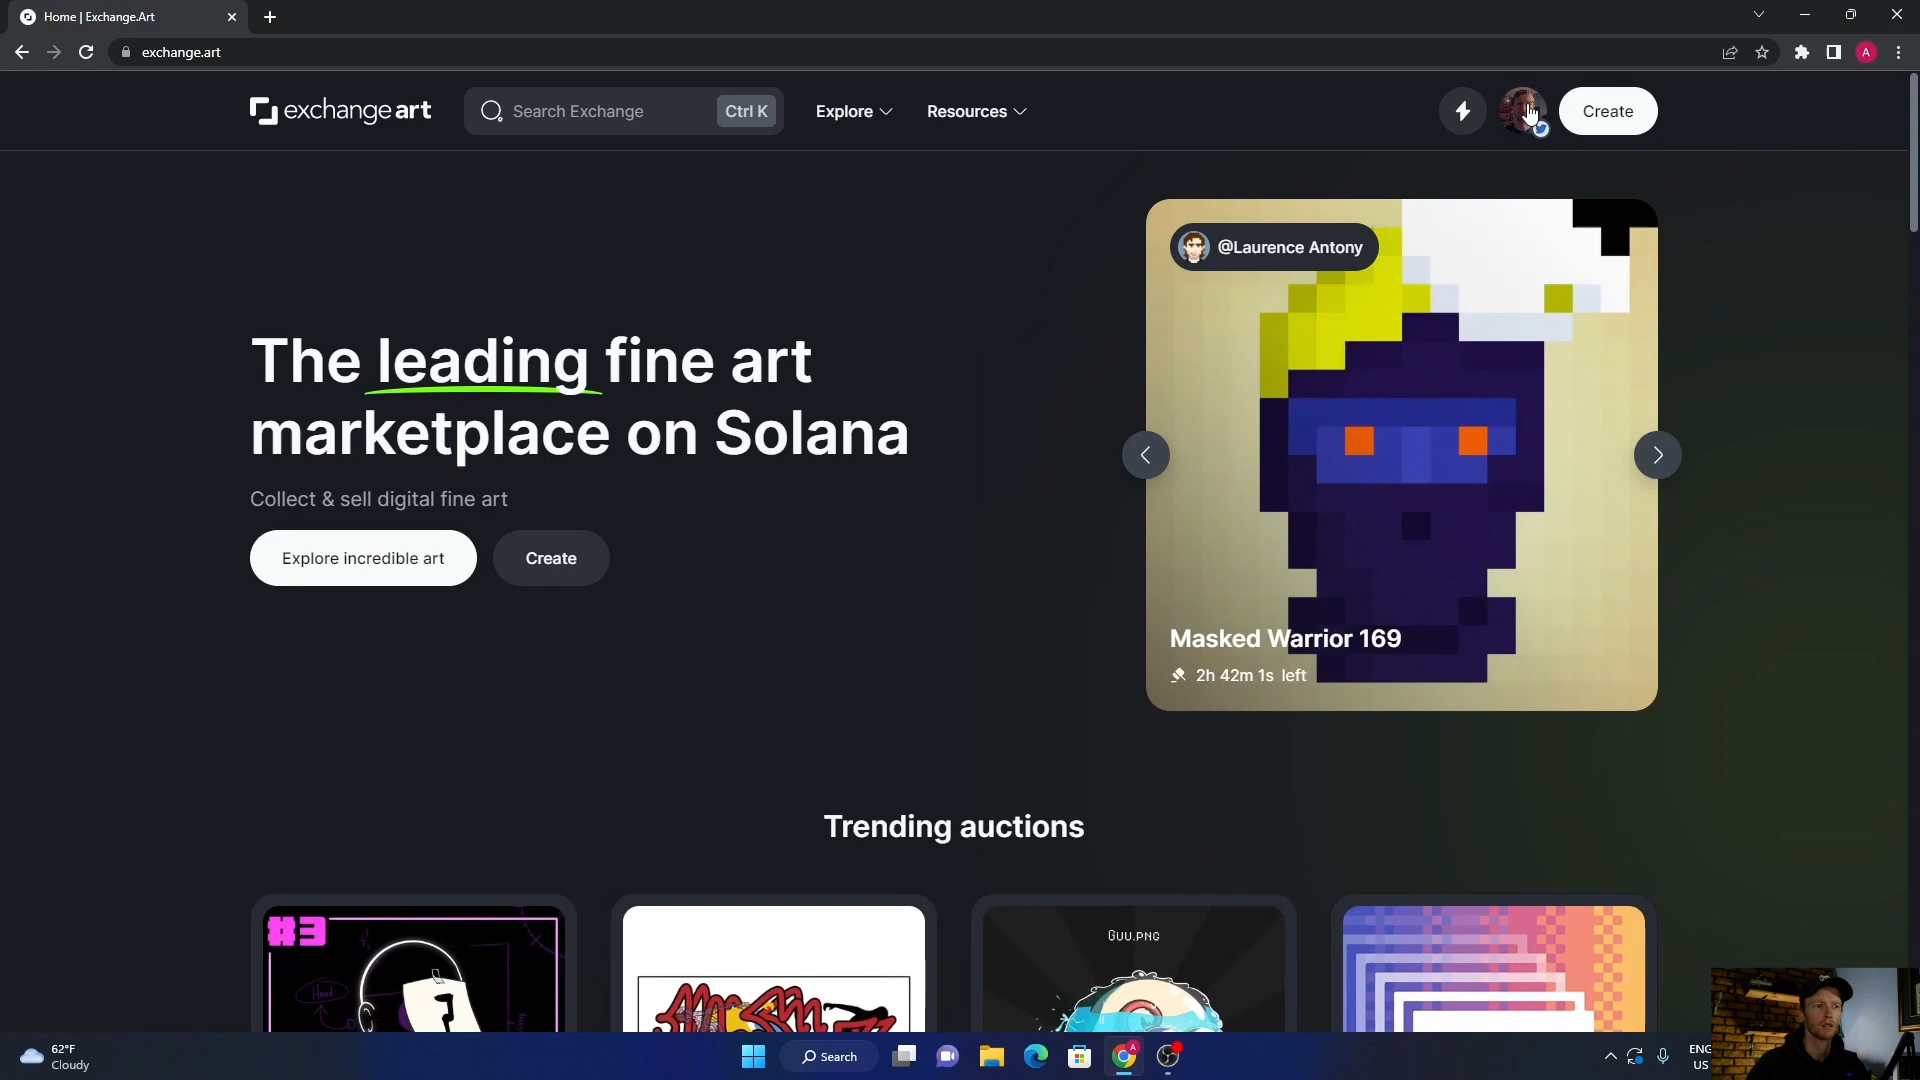 Home | Exchange.Art
exchange.art
A
exchange art
Search Exchange
Ctrl K
Explore
Resources
Create
@Laurence Antony
The leading fine art
marketplace on Solana
Collect & sell digital fine art
Explore incredible art
Create
Masked Warrior 169
2h 42m 1s left
Trending auctions
#3
Head
GUU.PNG
62°F
Cloudy
Search
A
ENG
US